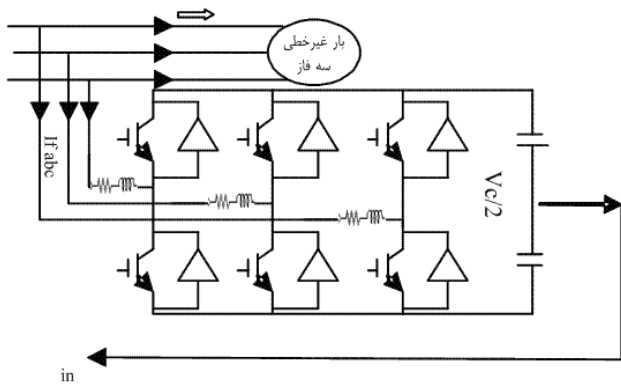 بار غیرخطی
سه فاز
If abc
Vc/2
in